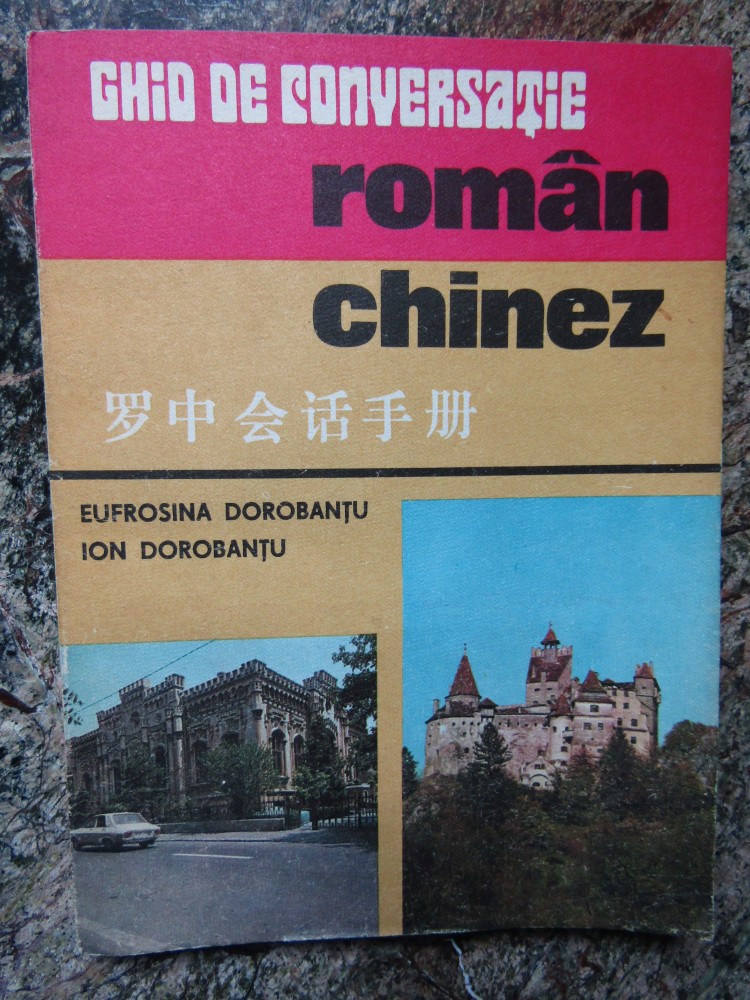 GHID DE CONVERSAȚIE
român
chinez
罗中会话手册
EUFROSINA DOROBANȚU
ION DOROBANȚU